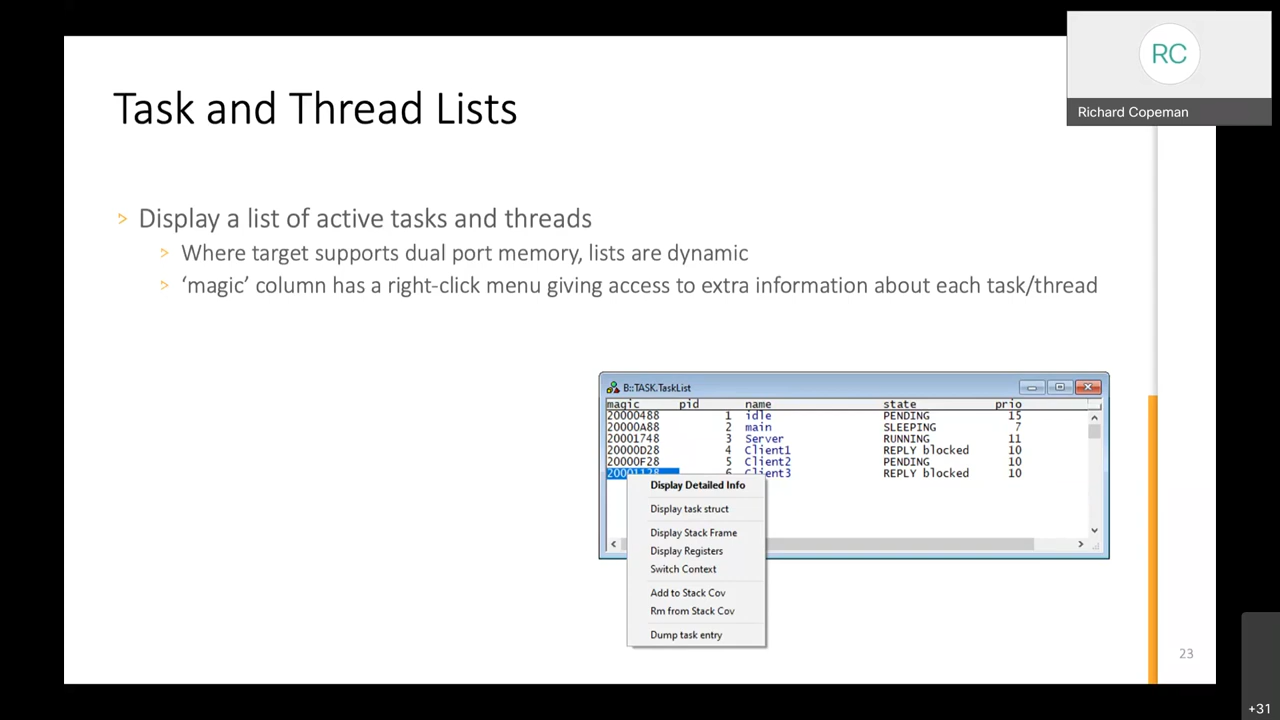 RC
Richard Copeman
Task and Thread Lists
> Display a list of active tasks and threads
> Where target supports dual port memory, lists are dynamic
> ‘magic’ column has a right-click menu giving access to extra information about each task/thread
B::TASK.TaskList
magic pid name state prio
20000488 1 idle PENDING 15
20000A88 2 main SLEEPING 7
20001748 3 Server RUNNING 11
20000D28 4 Client1 REPLY blocked 10
20000F28 5 Client2 PENDING 10
20001128 6 Client3 REPLY blocked 10
Display Detailed Info
Display task struct
Display Stack Frame
Display Registers
Switch Context
Add to Stack Cov
Rm from Stack Cov
Dump task entry
23
+31